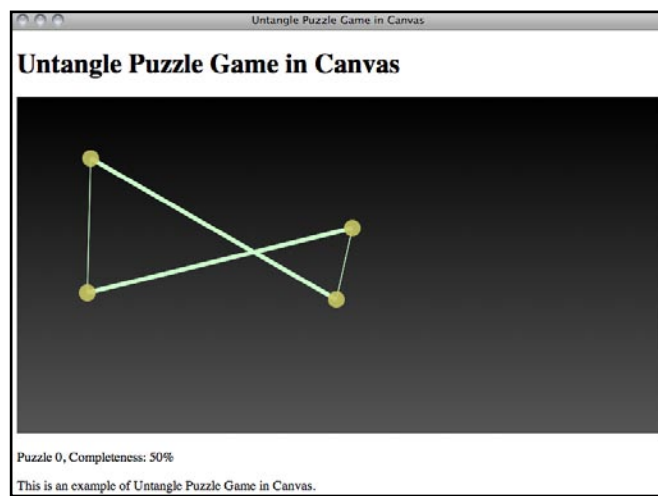 Untangle Puzzle Game in Canvas
Untangle Puzzle Game in Canvas
Puzzle 0, Completeness: 50%
This is an example of Untangle Puzzle Game in Canvas.